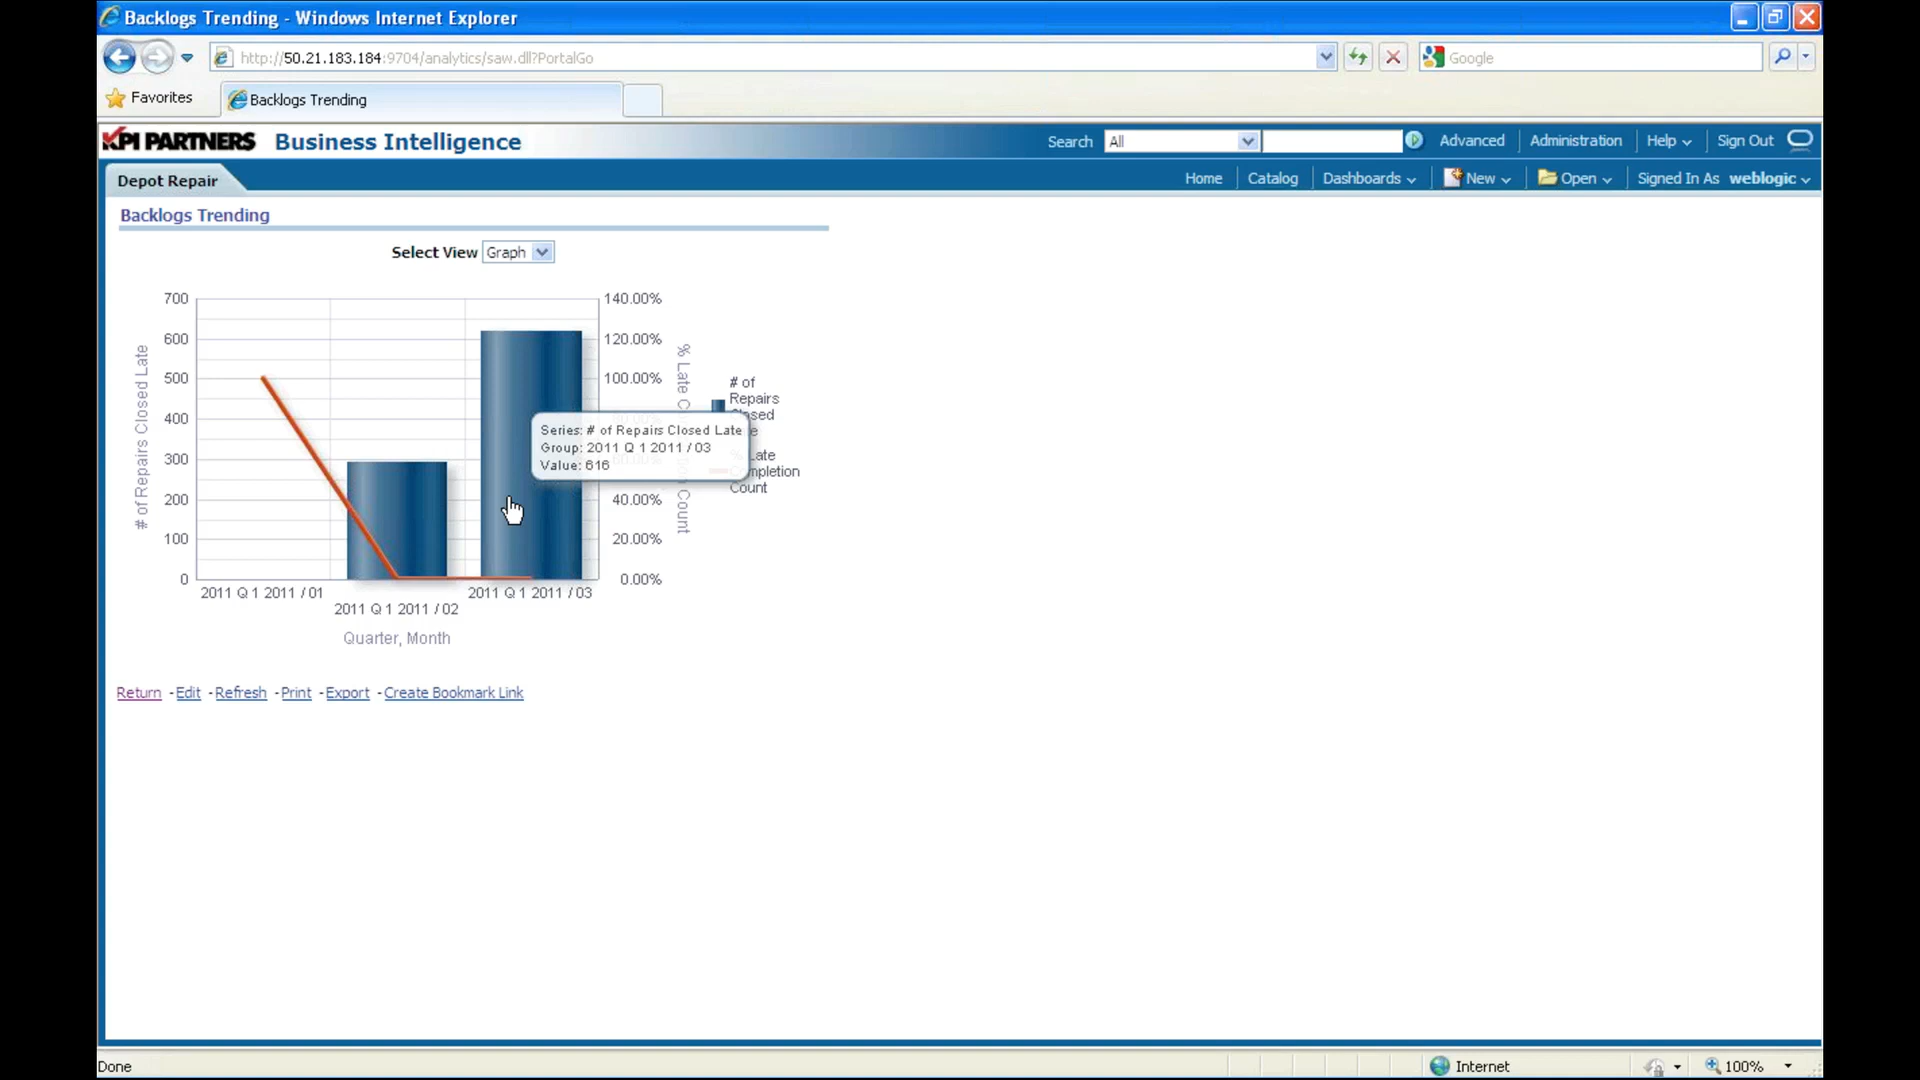 Backlogs Trending - Windows Internet Explorer
http://50.21.183.184:9704/analytics/saw.dll?PortalGo
Google
Favorites
Backlogs Trending
KPI PARTNERS Business Intelligence
Search All Advanced Administration Help Sign Out
Depot Repair
Home Catalog Dashboards New Open Signed In As weblogic
Backlogs Trending
Select View Graph
700
600
500
400
300
200
100
0
# of Repairs Closed Late
140.00%
120.00%
100.00%
40.00%
20.00%
0.00%
% Late
Count
# of
Repairs
Late
Count
Series: # of Repairs Closed Late
Group: 2011 Q 1 2011 / 03
Value: 616
2011 Q 1 2011 / 01
2011 Q 1 2011 / 02
2011 Q 1 2011 / 03
Quarter, Month
Return - Edit - Refresh - Print - Export - Create Bookmark Link
Done
Internet
100%